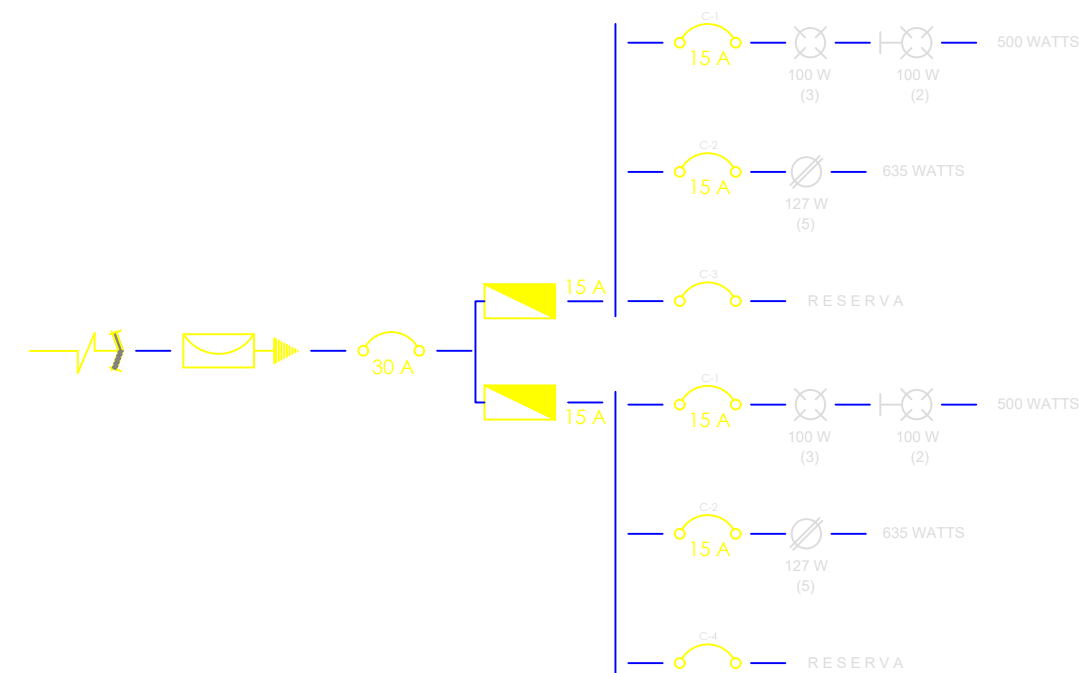 C-1
15 A
100 W
(3)
100 W
(2)
500 WATTS
C-2
15 A
127 W
(5)
635 WATTS
C-3
RESERVA
15 A
30 A
15 A
C-1
15 A
100 W
(3)
100 W
(2)
500 WATTS
C-2
15 A
127 W
(5)
635 WATTS
C-4
RESERVA